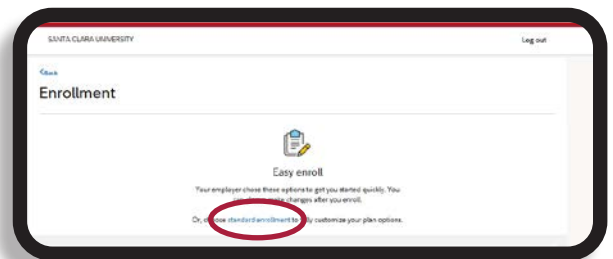 SANTA CLARA UNIVERSITY
Log out
Back
Enrollment
Easy enroll
Your employer chose these options to get you started quickly. You
changes after you enroll.
Or, standard enrollment to customize your plan options.